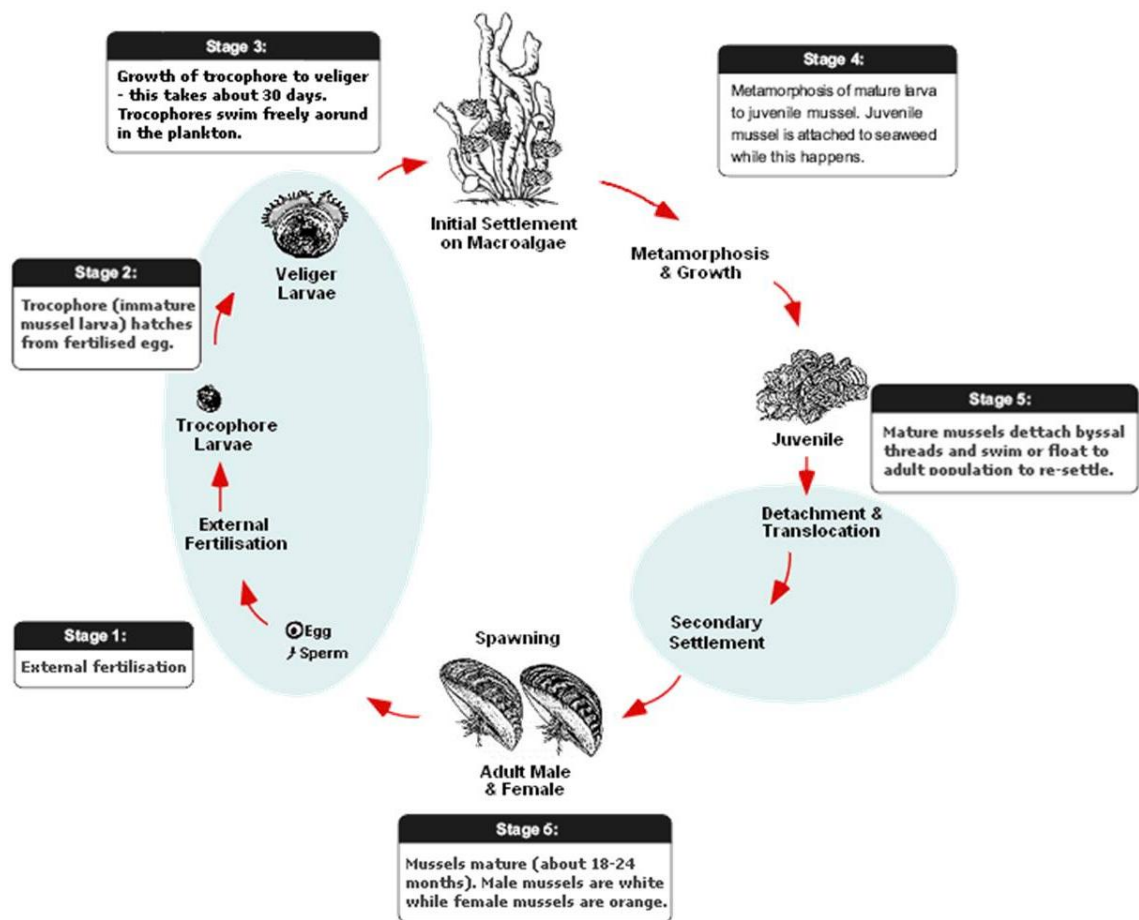 Stage 3:
Growth of trocophore to veliger
- this takes about 30 days.
Trocophores swim freely aorund
in the plankton.
Initial Settlement
on Macroalgae
Stage 4:
Metamorphosis of mature larva
to juvenile mussel. Juvenile
mussel is attached to seaweed
while this happens.
Metamorphosis
& Growth
Stage 2:
Trocophore (immature
mussel larva) hatches
from fertilised egg.
Veliger
Larvae
Trocophore
Larvae
Juvenile
Stage 5:
Mature mussels dettach byssal
threads and swim or float to
adult population to re-settle.
External
Fertilisation
Detachment &
Translocation
Secondary
Settlement
Stage 1:
External fertilisation
Egg
Sperm
Spawning
Adult Male
& Female
Stage 6:
Mussels mature (about 18-24
months). Male mussels are white
while female mussels are orange.